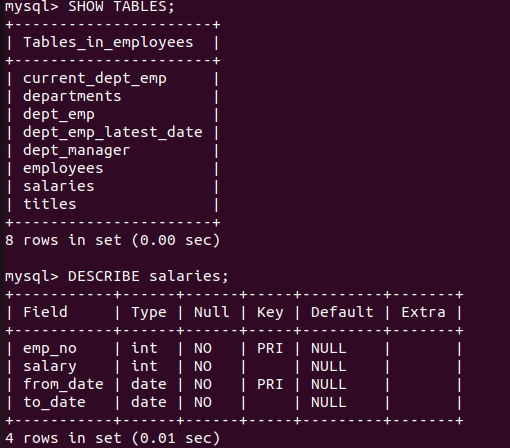 mysql> SHOW TABLES;
+----------------------+
| Tables_in_employees  |
+----------------------+
| current_dept_emp     |
| departments          |
| dept_emp             |
| dept_emp_latest_date |
| dept_manager         |
| employees            |
| salaries             |
| titles               |
+----------------------+
8 rows in set (0.00 sec)

mysql> DESCRIBE salaries;
+-----------+------+------+-----+---------+-------+
| Field     | Type | Null | Key | Default | Extra |
+-----------+------+------+-----+---------+-------+
| emp_no    | int  | NO   | PRI | NULL    |       |
| salary    | int  | NO   |     | NULL    |       |
| from_date | date | NO   | PRI | NULL    |       |
| to_date   | date | NO   |     | NULL    |       |
+-----------+------+------+-----+---------+-------+
4 rows in set (0.01 sec)